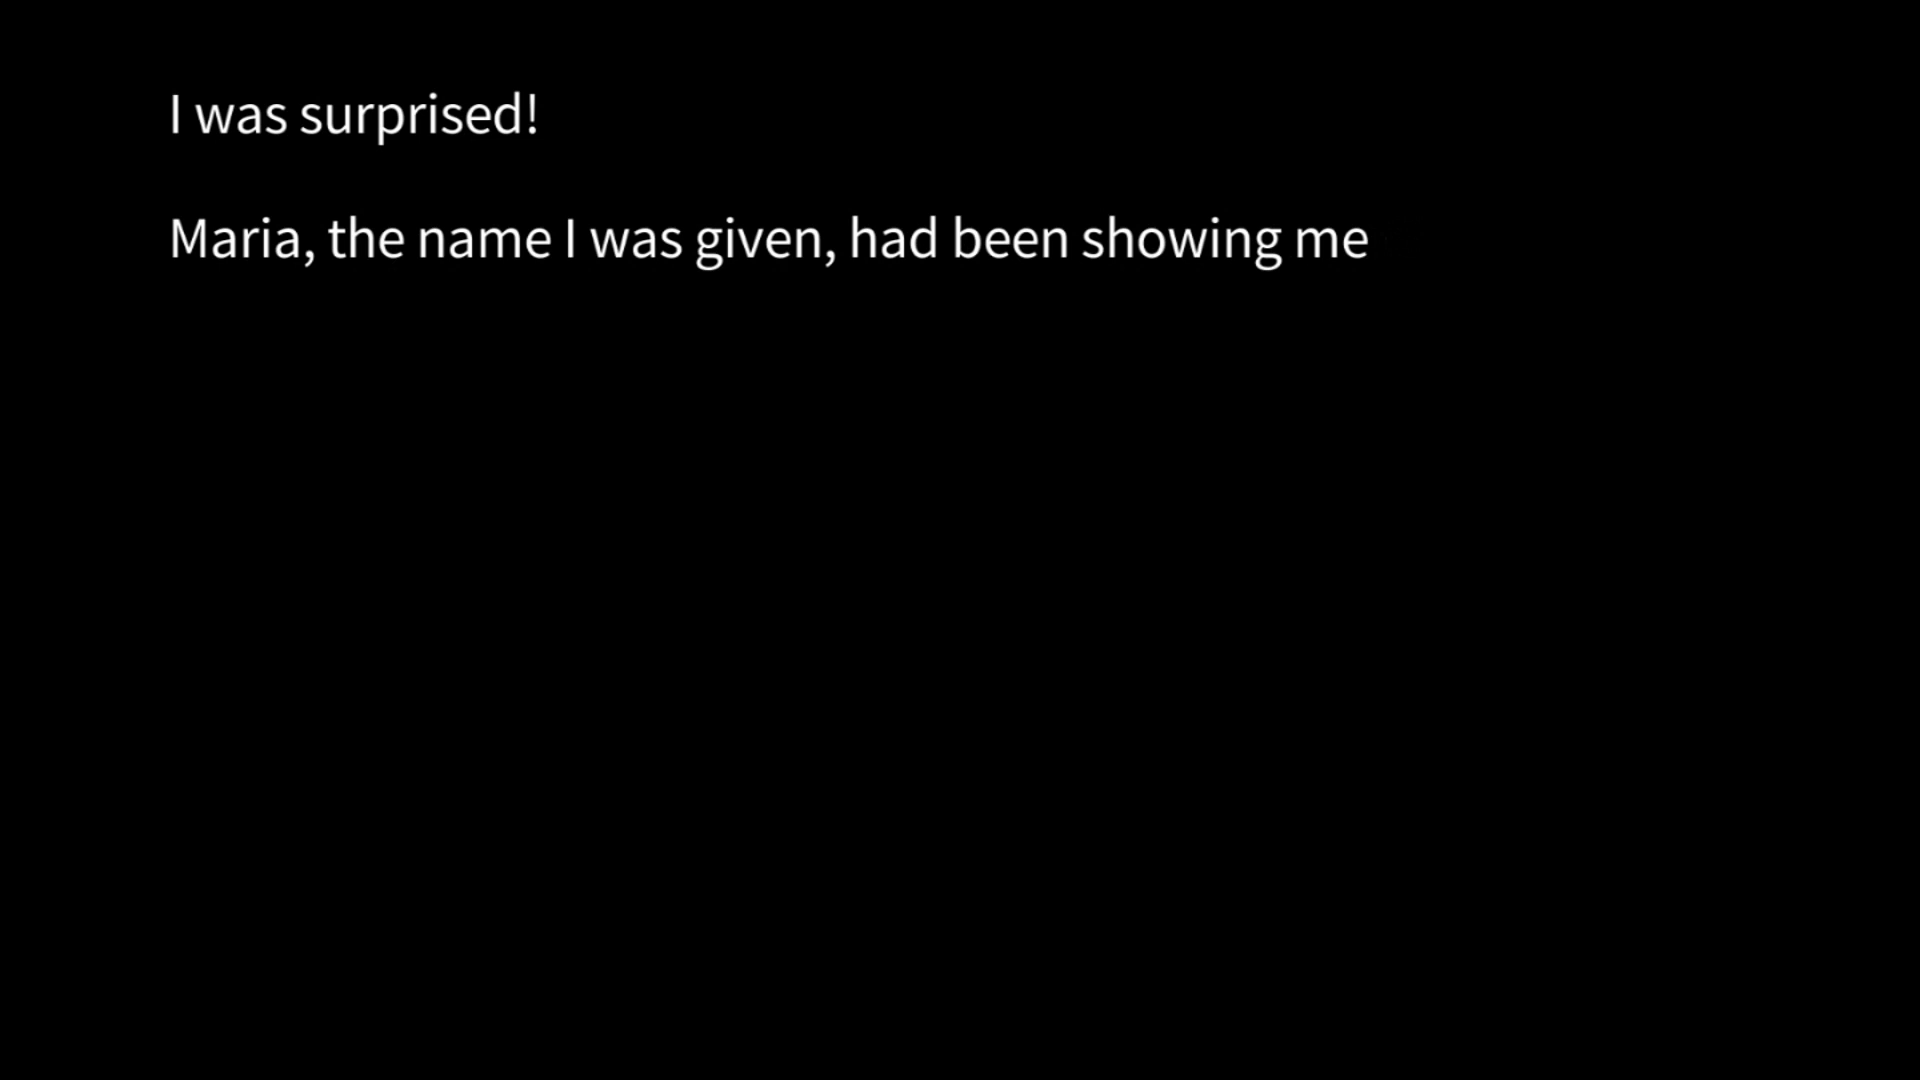 I was surprised!
Maria, the name I was given, had been showing me